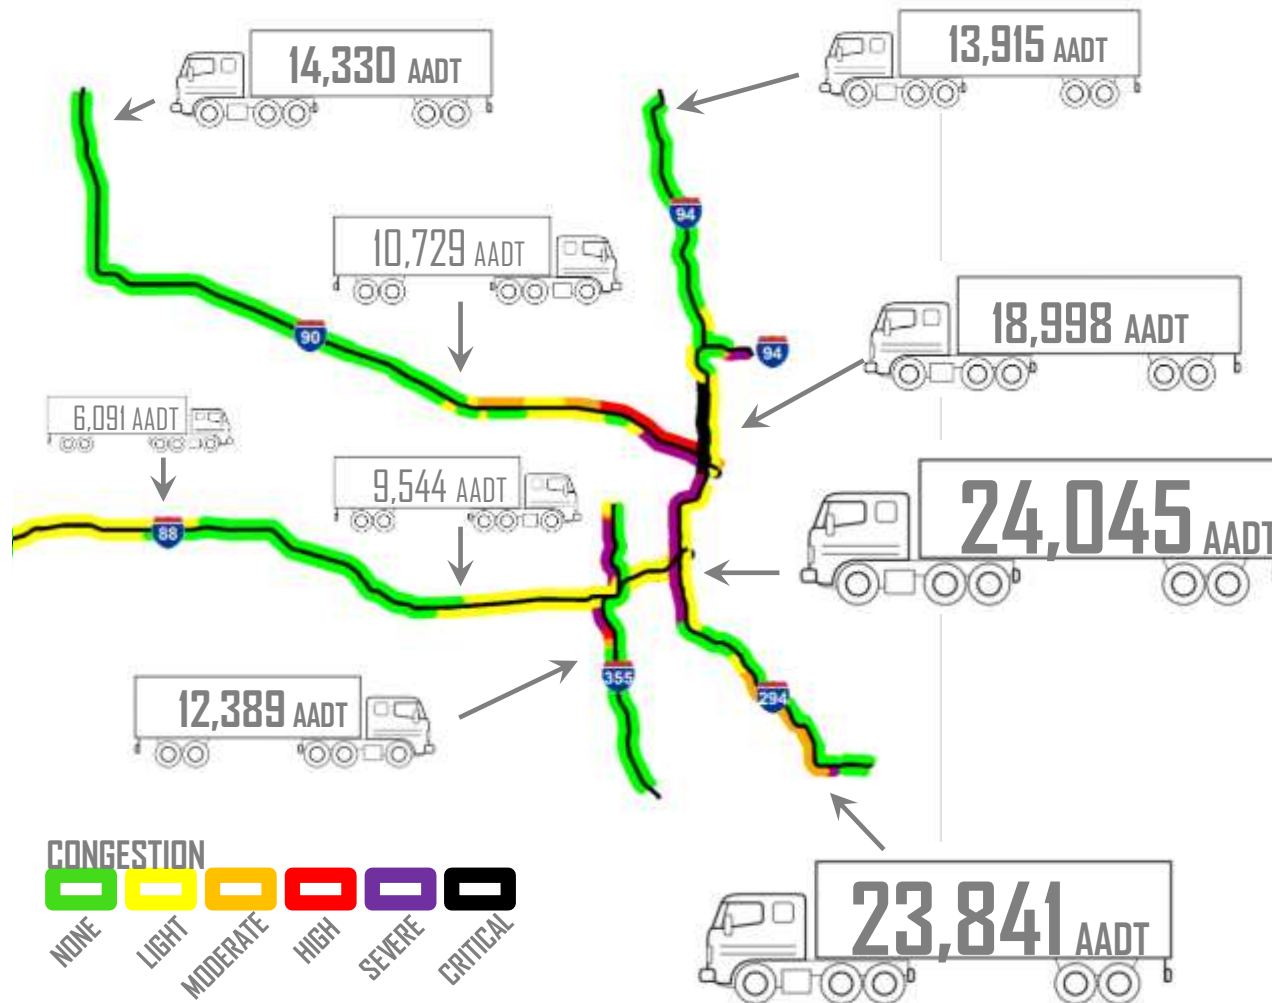 14,330 AADT
13,915 AADT
94
10,729 AADT
90
18,998 AADT
94
6,091 AADT
9,544 AADT
24,045 AADT
88
355
294
12,389 AADT
23,841 AADT
CONGESTION
NONE
LIGHT
MODERATE
HIGH
SEVERE
CRITICAL